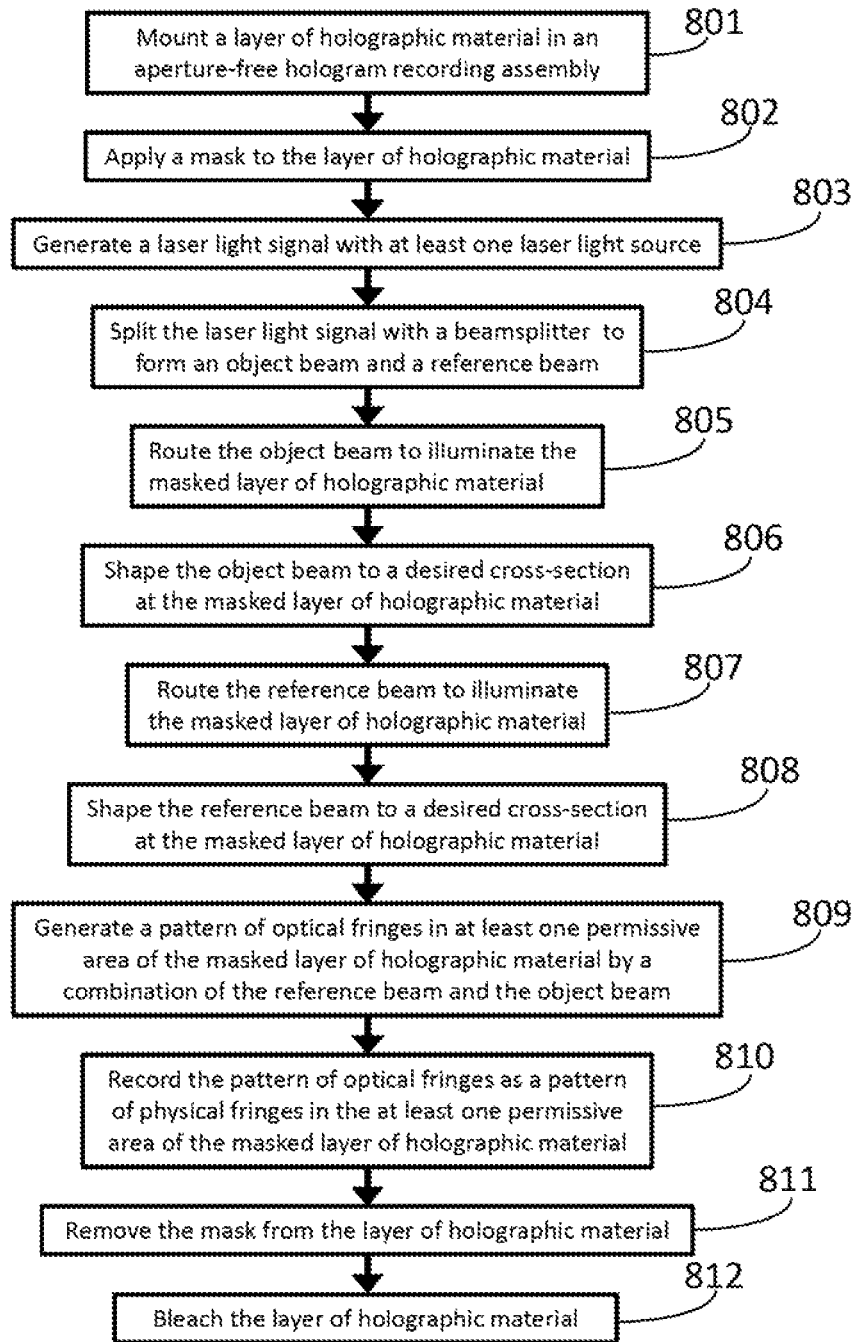 801
Mount a layer of holographic material in an
aperture-free hologram recording assembly
802
Apply a mask to the layer of holographic material
803
Generate a laser light signal with at least one laser light source
804
Split the laser light signal with a beamsplitter to
form an object beam and a reference beam
805
Route the object beam to illuminate the
masked layer of holographic material
806
Shape the object beam to a desired cross-section
at the masked layer of holographic material
807
Route the reference beam to illuminate
the masked layer of holographic material
808
Shape the reference beam to a desired cross-section
at the masked layer of holographic material
809
Generate a pattern of optical fringes in at least one permissive
area of the masked layer of holographic material by a
combination of the reference beam and the object beam
810
Record the pattern of optical fringes as a pattern
of physical fringes in the at least one permissive
area of the masked layer of holographic material
811
Remove the mask from the layer of holographic material
812
Bleach the layer of holographic material